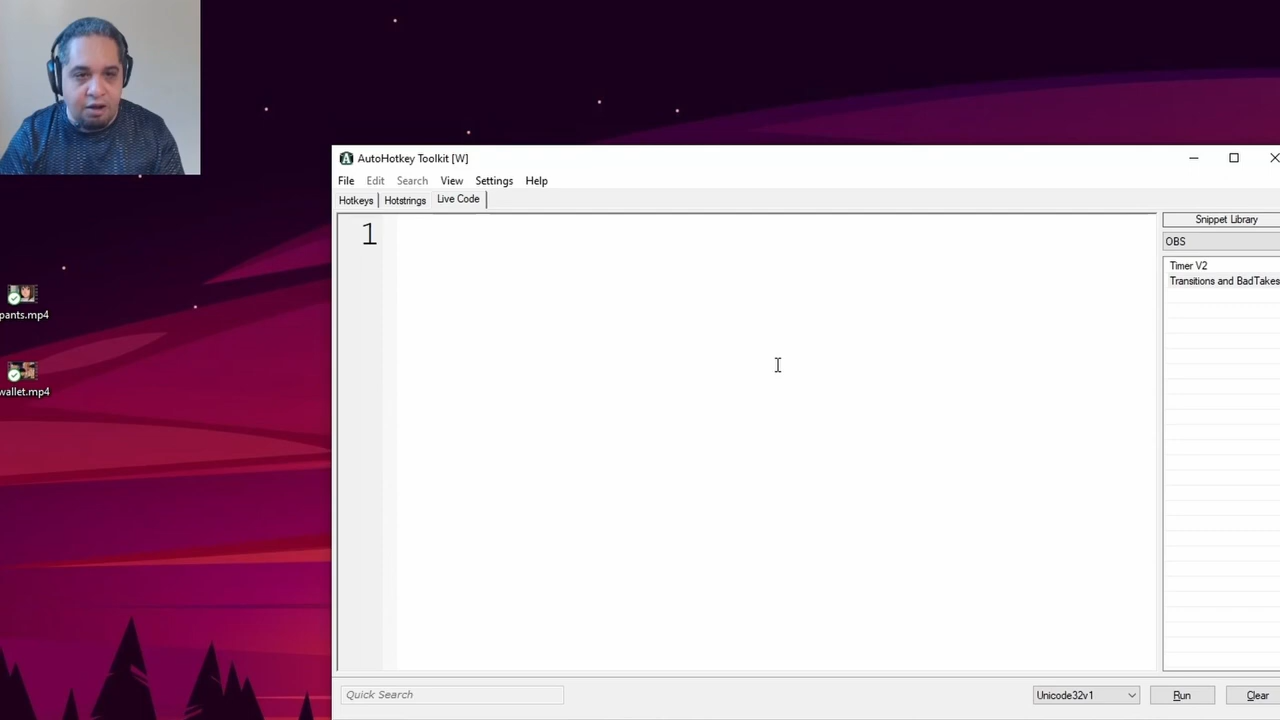 AutoHotkey Toolkit [W]
File Edit Search View Settings Help
Hotkeys Hotstrings Live Code
1
Snippet Library
OBS
Timer V2
Transitions and BadTakes
pants.mp4
wallet.mp4
Quick Search
Unicode32v1
Run
Clear